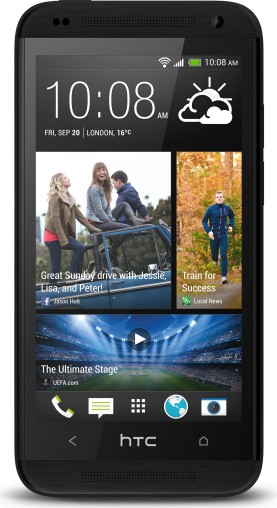 10:08 AM
10:08 AM
FRI, SEP 20 | LONDON, 16°C
Great Sunday drive with Jessie,
Lisa, and Peter!
Jason Holt
Train for
Success
Local News
The Ultimate Stage
UEFA.com
hTC